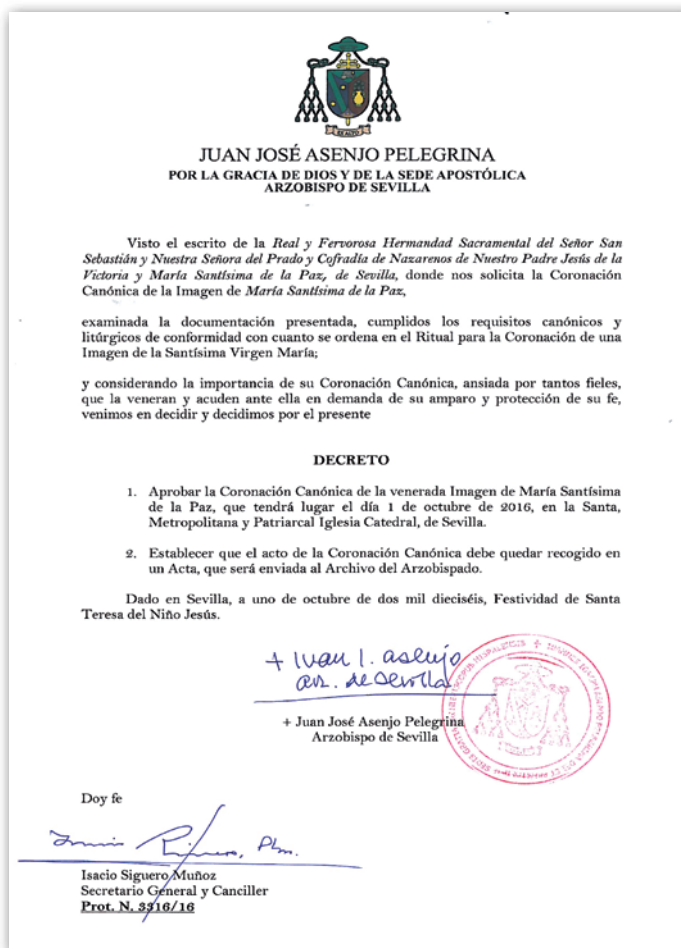 JUAN JOSÉ ASENJO PELEGRINA
POR LA GRACIA DE DIOS Y DE LA SEDE APOSTÓLICA
ARZOBISPO DE SEVILLA
Visto el escrito de la Real y Fervorosa Hermandad Sacramental del Señor San
Sebastián y Nuestra Señora del Prado y Cofradía de Nazarenos de Nuestro Padre Jesús de la
Victoria y María Santísima de la Paz, de Sevilla, donde nos solicita la Coronación
Canónica de la Imagen de María Santísima de la Paz,
examinada la documentación presentada, cumplidos los requisitos canónicos y
litúrgicos de conformidad con cuanto se ordena en el Ritual para la Coronación de una
Imagen de la Santísima Virgen María;
y considerando la importancia de su Coronación Canónica, ansiada por tantos fieles,
que la veneran y acuden ante ella en demanda de su amparo y protección de su fe,
venimos en decidir y decidimos por el presente
DECRETO
1. Aprobar la Coronación Canónica de la venerada Imagen de María Santísima
de la Paz, que tendrá lugar el día 1 de octubre de 2016, en la Santa,
Metropolitana y Patriarcal Iglesia Catedral, de Sevilla.
2. Establecer que el acto de la Coronación Canónica debe quedar recogido en
un Acta, que será enviada al Archivo del Arzobispado.
Dado en Sevilla, a uno de octubre de dos mil dieciséis, Festividad de Santa
Teresa del Niño Jesús.
+ Juan J. Asenjo
arz. de Sevilla
+ Juan José Asenjo Pelegrina
Arzobispo de Sevilla
Doy fe
Isacio Siguero Muñoz
Secretario General y Canciller
Prot. N. 3316/16